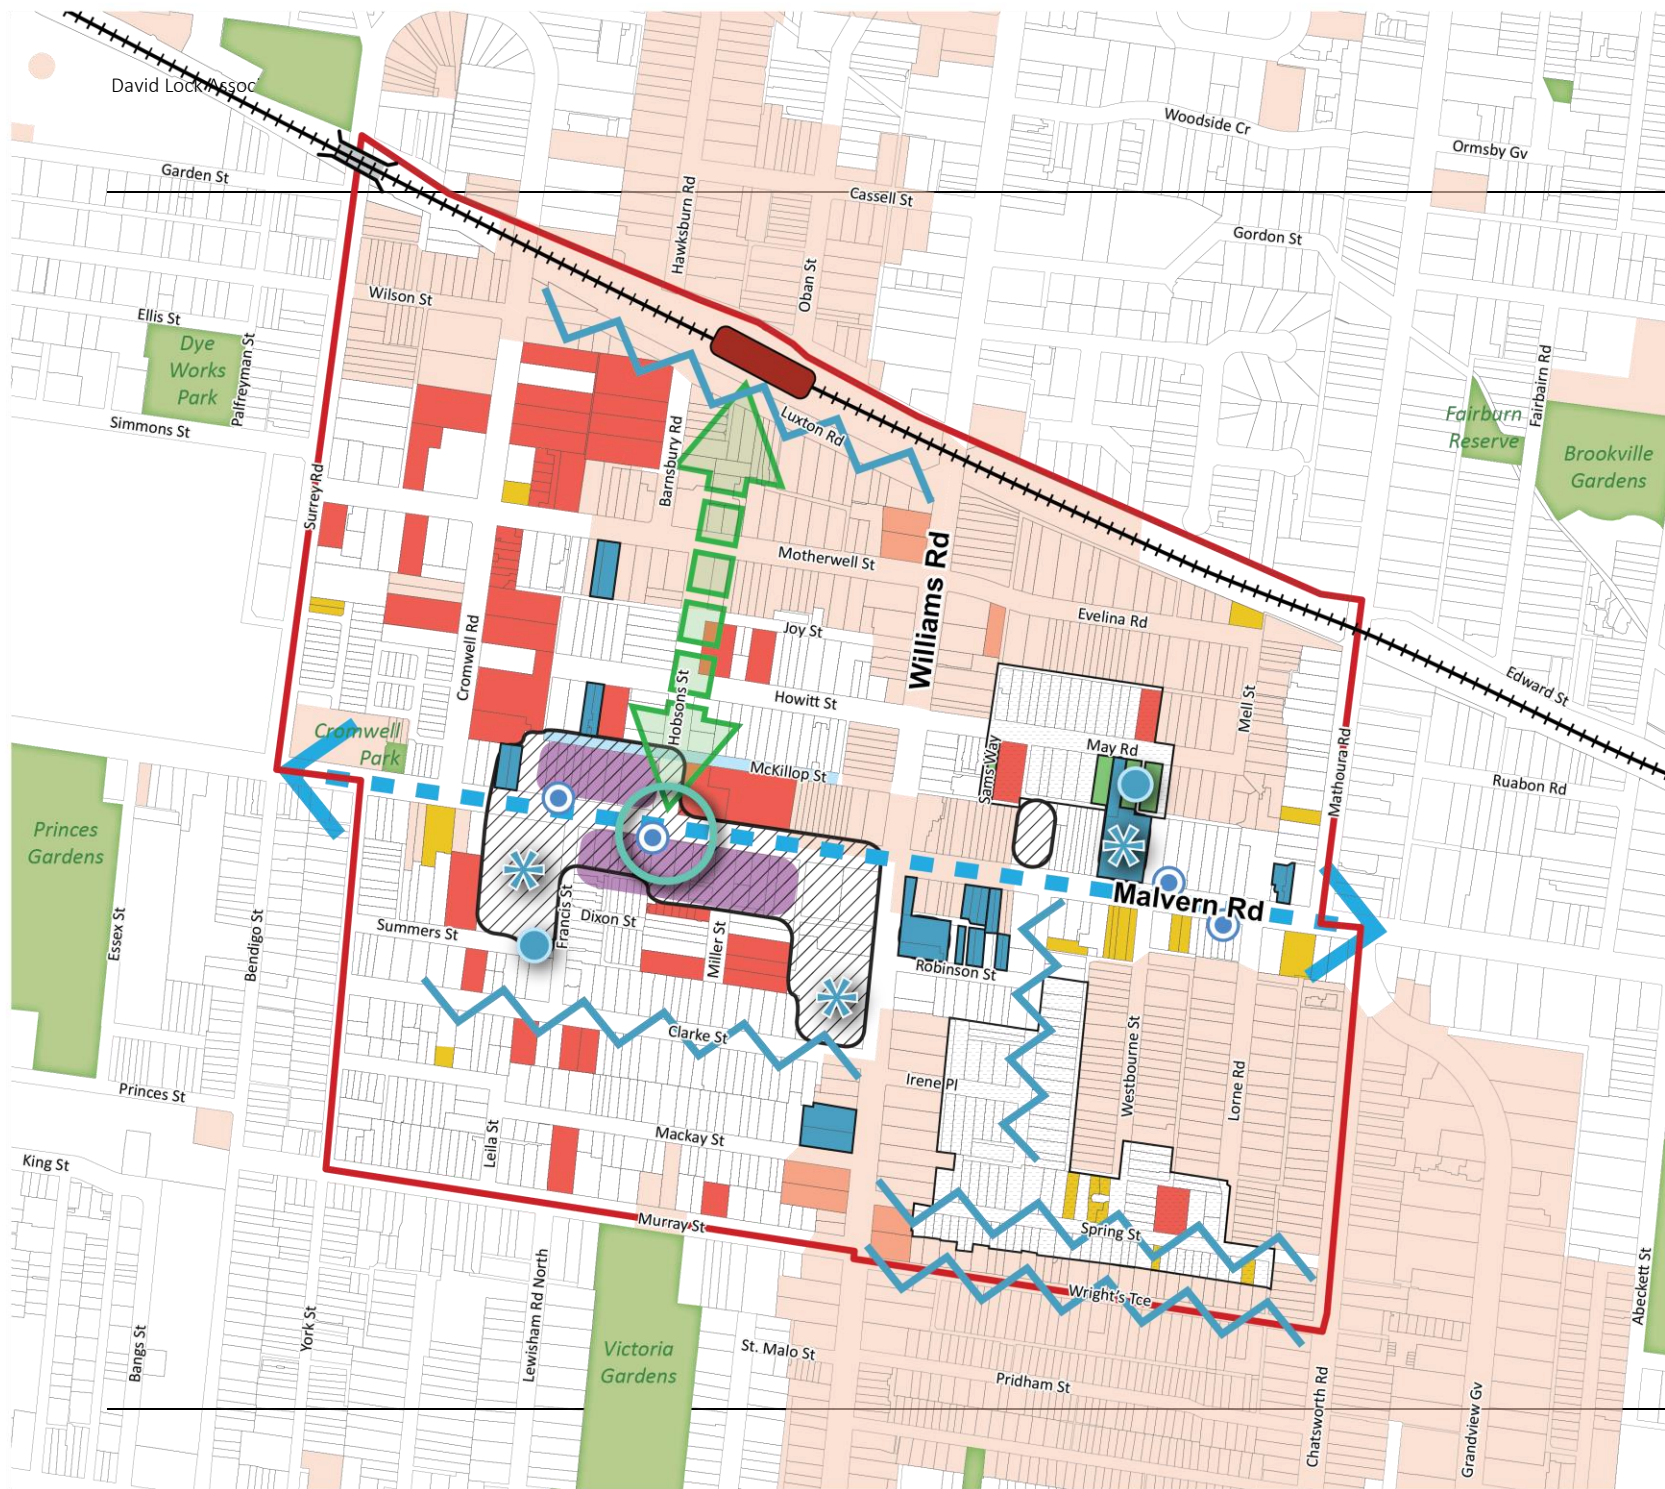 David Lock Assoc
Woodside Cr
Ormsby Gv
Garden St
Cassell St
Hawksburn Rd
Gordon St
Oban St
Wilson St
Ellis St
Dye
Works
Park
Palfreyman St
Fairbairn Rd
Simmons St
Luxton Rd
Barnsbury Rd
Fairburn
Reserve
Brookville
Gardens
Surrey Rd
Motherwell St
Williams Rd
Evelina Rd
Joy St
Cromwell Rd
Howitt St
Hobsons St
Mell St
Edward St
Cromwell
Park
May Rd
Sams Way
McKillop St
Mathoura Rd
Ruabon Rd
Princes
Gardens
Malvern Rd
Essex St
Bendigo St
Summers St
Francis St
Dixon St
Miller St
Robinson St
Clarke St
Westbourne St
Lorne Rd
Irene Pl
Princes St
Leila St
Mackay St
King St
Murray St
Spring St
Wright's Tce
Lewisham Rd North
York St
Bangs St
Victoria
Gardens
St. Malo St
Pridham St
Chatsworth Rd
Grandview Gv
Abeckett St